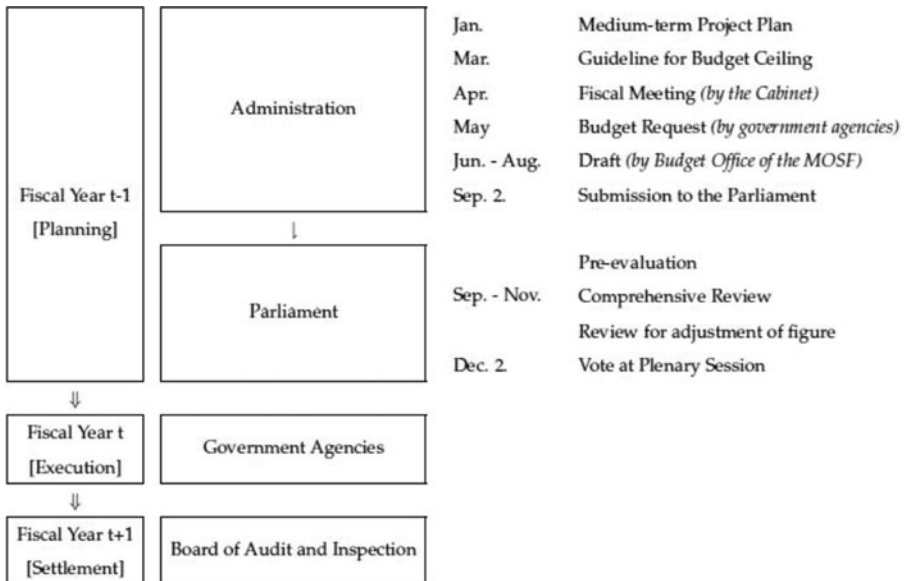 Fiscal Year t-1
[Planning]
Administration
Jan. Medium-term Project Plan
Mar. Guideline for Budget Ceiling
Apr. Fiscal Meeting (by the Cabinet)
May Budget Request (by government agencies)
Jun. - Aug. Draft (by Budget Office of the MOSF)
Sep. 2. Submission to the Parliament
↓
Parliament
Pre-evaluation
Sep. - Nov. Comprehensive Review
Review for adjustment of figure
Dec. 2. Vote at Plenary Session
⇓
Fiscal Year t
[Execution]
Government Agencies
⇓
Fiscal Year t+1
[Settlement]
Board of Audit and Inspection